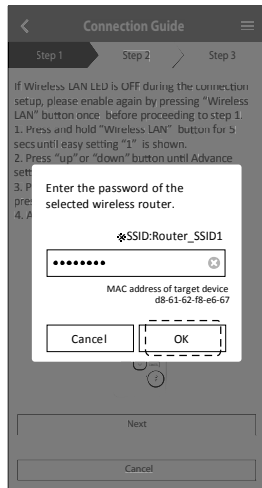 Connection Guide
Step 1
Step 2
Step 3
If Wireless LAN LED is OFF during the connection
setup, please enable again by pressing "Wireless
LAN" button once before proceeding to step 1.
1. Press and hold "Wireless LAN" button for 5
secs until easy setting "1" is shown.
2. Press "up" or "down" button until Advance
sett
3. P
pres
4. A
Enter the password of the
selected wireless router.
※SSID:Router_SSID1
••••••••
MAC address of target device
d8-61-62-f8-e6-67
Cancel
OK
2
Next
Cancel